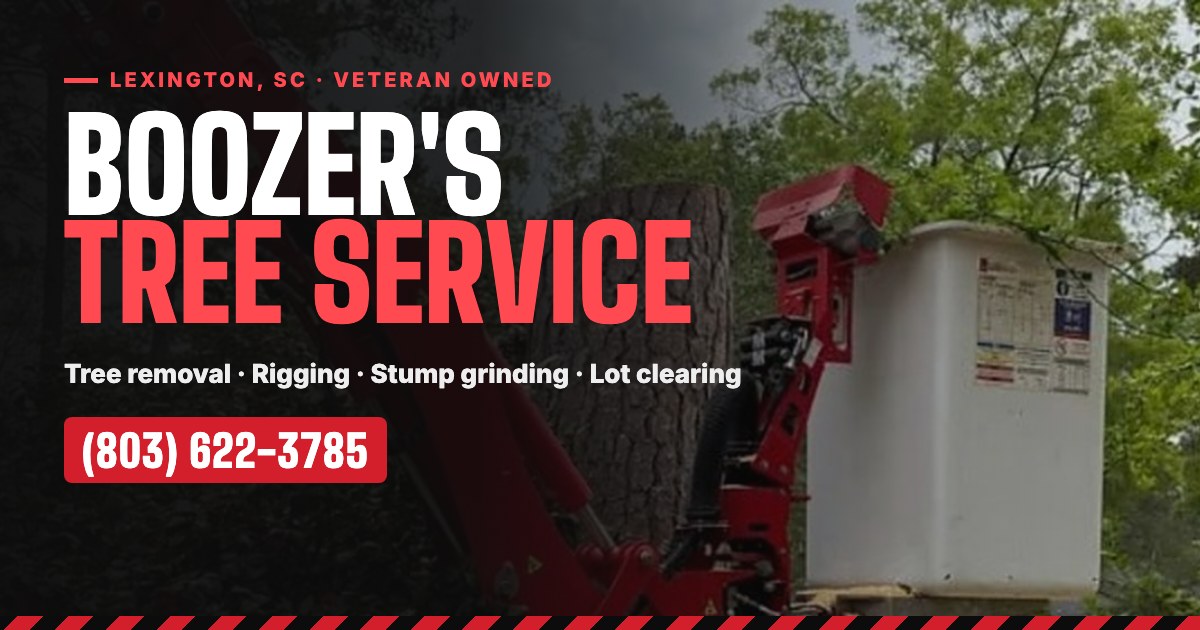 LEXINGTON, SC · VETERAN OWNED
BOOZER'S
TREE SERVICE
Tree removal · Rigging · Stump grinding · Lot clearing
(803) 622-3785